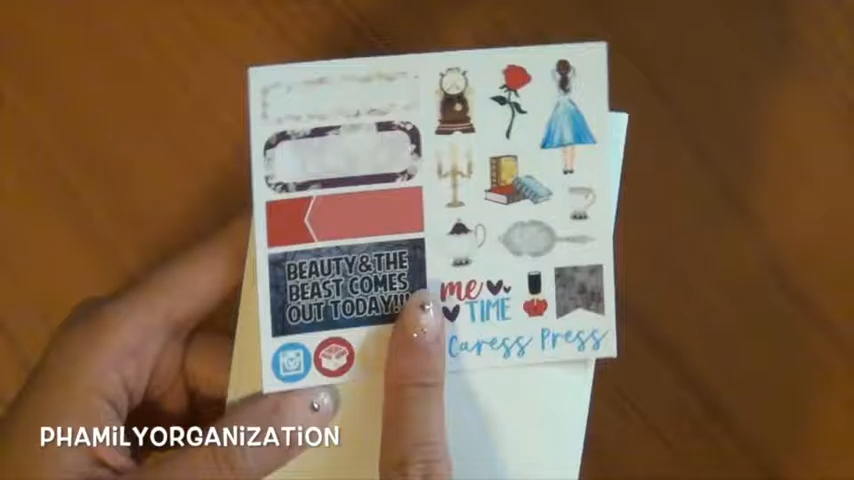 BEAUTY & THE
BEAST COMES
OUT TODAY!!!
me
TIME
Caress Press
PHAMiLYORGANiZATiON